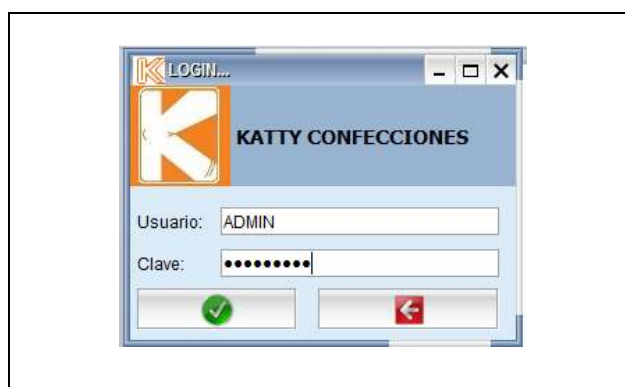 LOGIN...
KATTY CONFECCIONES
Usuario: ADMIN
Clave: •••••••••